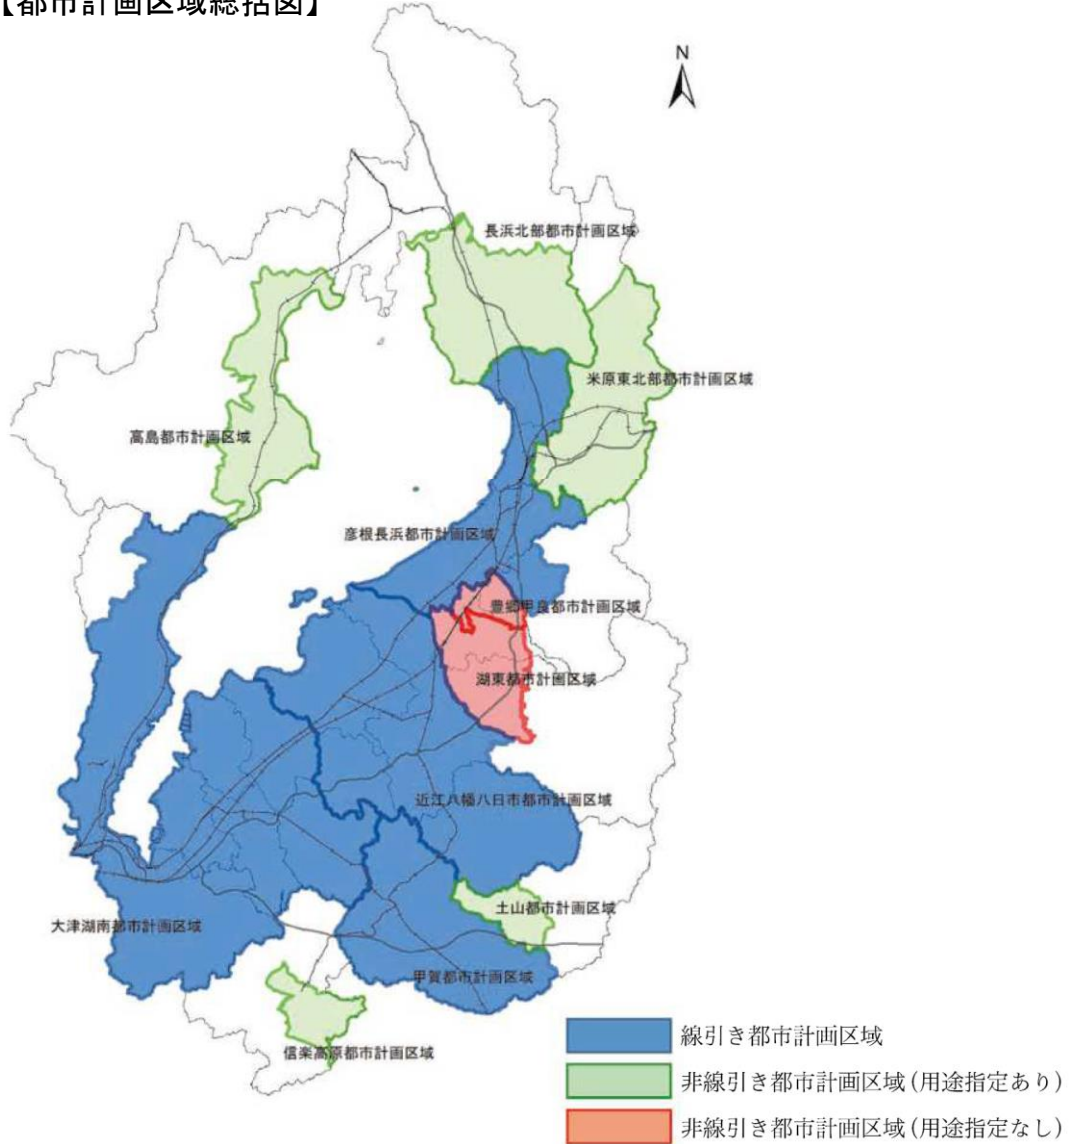 【都市計画区域総括図】
N
長浜北部都市計画区域
米原東北部都市計画区域
高島都市計画区域
彦根長浜都市計画区域
豊郷甲良都市計画区域
湖東都市計画区域
近江八幡八日市都市計画区域
土山都市計画区域
大津湖南都市計画区域
甲賀都市計画区域
信楽高原都市計画区域
線引き都市計画区域
非線引き都市計画区域(用途指定あり)
非線引き都市計画区域(用途指定なし)